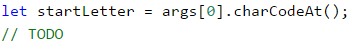 let startLetter = args[0].charCodeAt();
// TODO